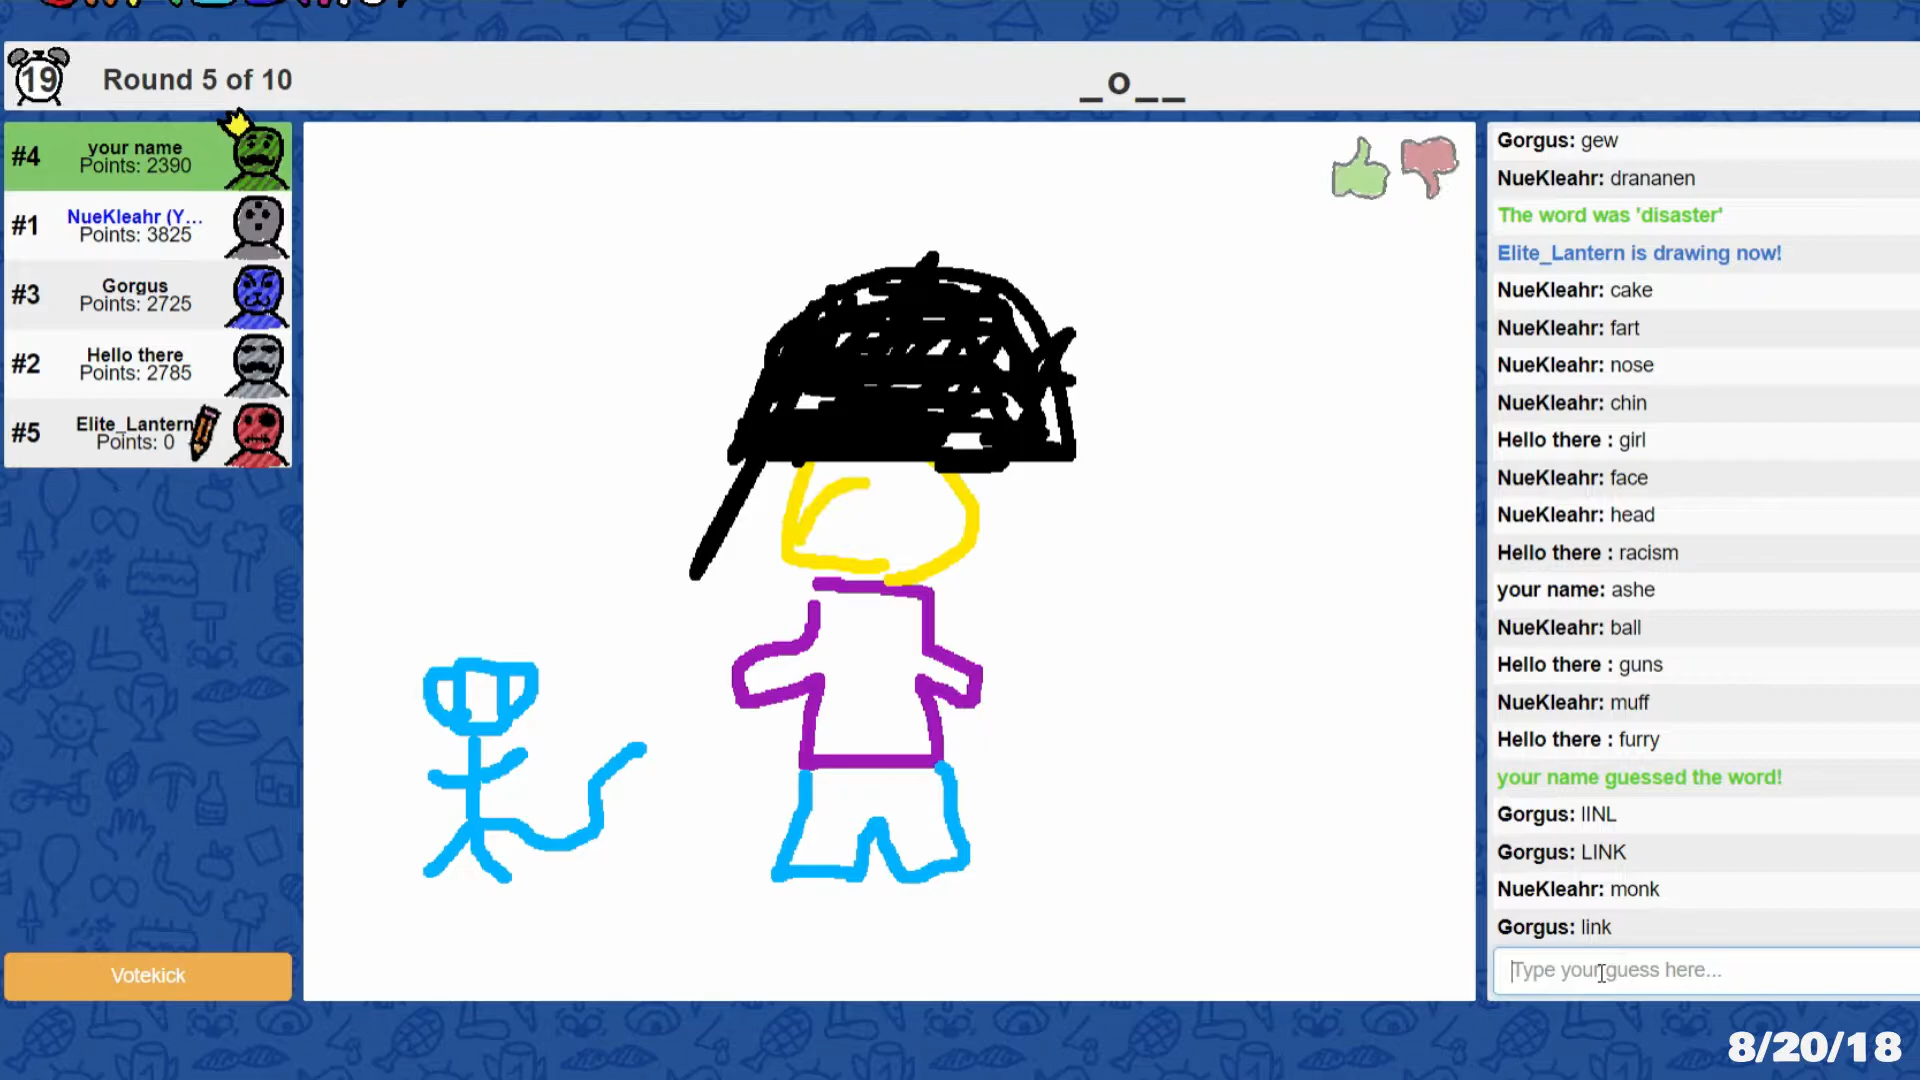 19
Round 5 of 10
_o__
#4
your name
Points: 2390
#1
NueKleahr (Y...
Points: 3825
#3
Gorgus
Points: 2725
#2
Hello there
Points: 2785
#5
Elite_Lantern
Points: 0
Votekick
Gorgus: gew
NueKleahr: drananen
The word was 'disaster'
Elite_Lantern is drawing now!
NueKleahr: cake
NueKleahr: fart
NueKleahr: nose
NueKleahr: chin
Hello there : girl
NueKleahr: face
NueKleahr: head
Hello there : racism
your name: ashe
NueKleahr: ball
Hello there : guns
NueKleahr: muff
Hello there : furry
your name guessed the word!
Gorgus: lINL
Gorgus: LINK
NueKleahr: monk
Gorgus: link
Type your guess here...
8/20/18